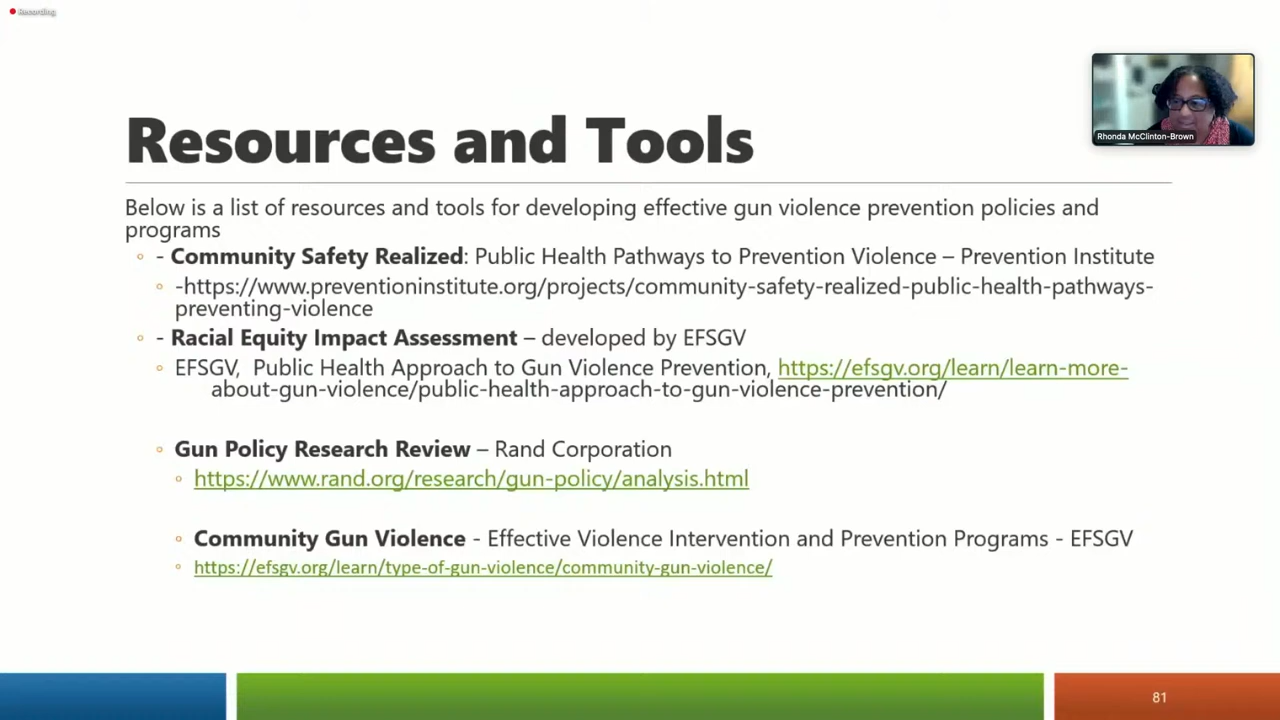 Recording
Rhonda McClinton-Brown
Resources and Tools
Below is a list of resources and tools for developing effective gun violence prevention policies and
programs
- Community Safety Realized: Public Health Pathways to Prevention Violence – Prevention Institute
-https://www.preventioninstitute.org/projects/community-safety-realized-public-health-pathways-
preventing-violence
- Racial Equity Impact Assessment – developed by EFSGV
EFSGV, Public Health Approach to Gun Violence Prevention, https://efsgv.org/learn/learn-more-
about-gun-violence/public-health-approach-to-gun-violence-prevention/
Gun Policy Research Review – Rand Corporation
https://www.rand.org/research/gun-policy/analysis.html
Community Gun Violence - Effective Violence Intervention and Prevention Programs - EFSGV
https://efsgv.org/learn/type-of-gun-violence/community-gun-violence/
81